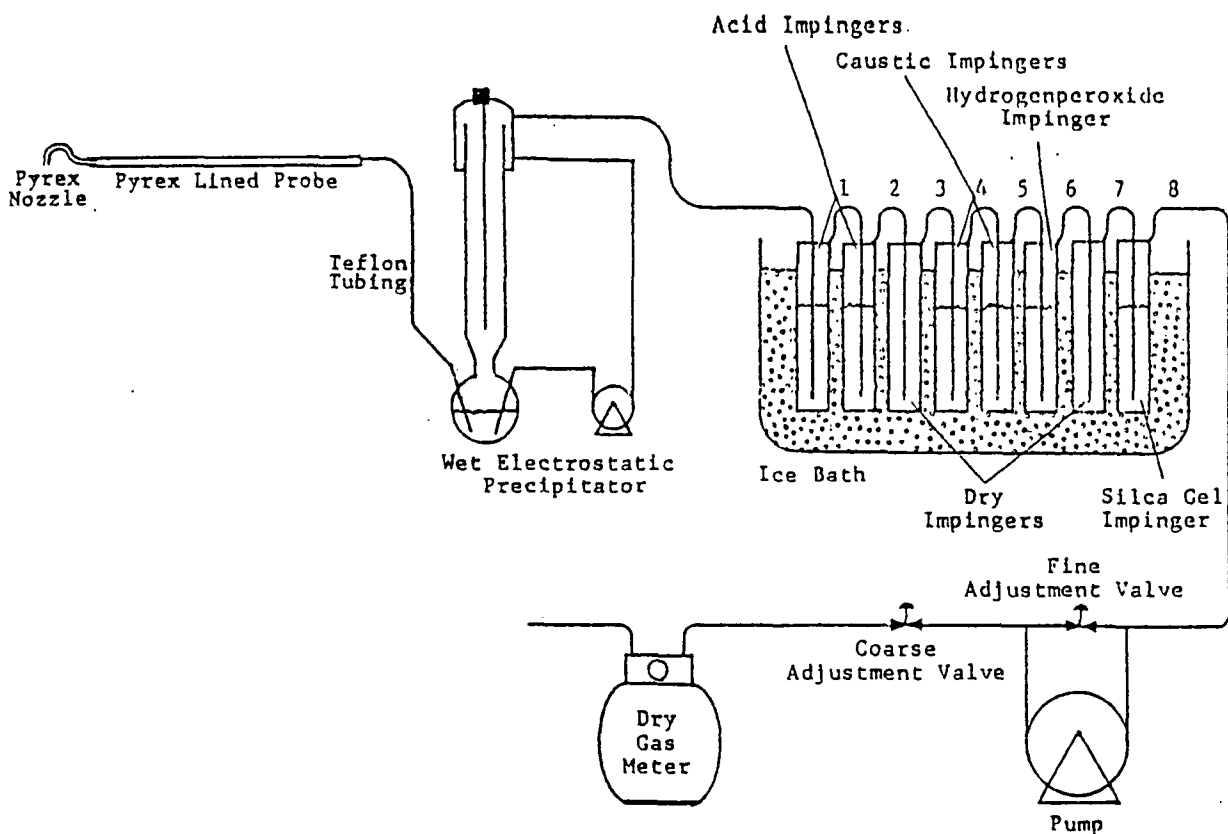 Acid Impingers
Caustic Impingers
Hydrogenperoxide
Impinger
1 2 3 4 5 6 7 8
Pyrex
Nozzle
Pyrex Lined Probe
Teflon
Tubing
Wet Electrostatic
Precipitator
Ice Bath
Dry
Impingers
Silca Gel
Impinger
Fine
Adjustment Valve
Coarse
Adjustment Valve
Dry
Gas
Meter
Pump